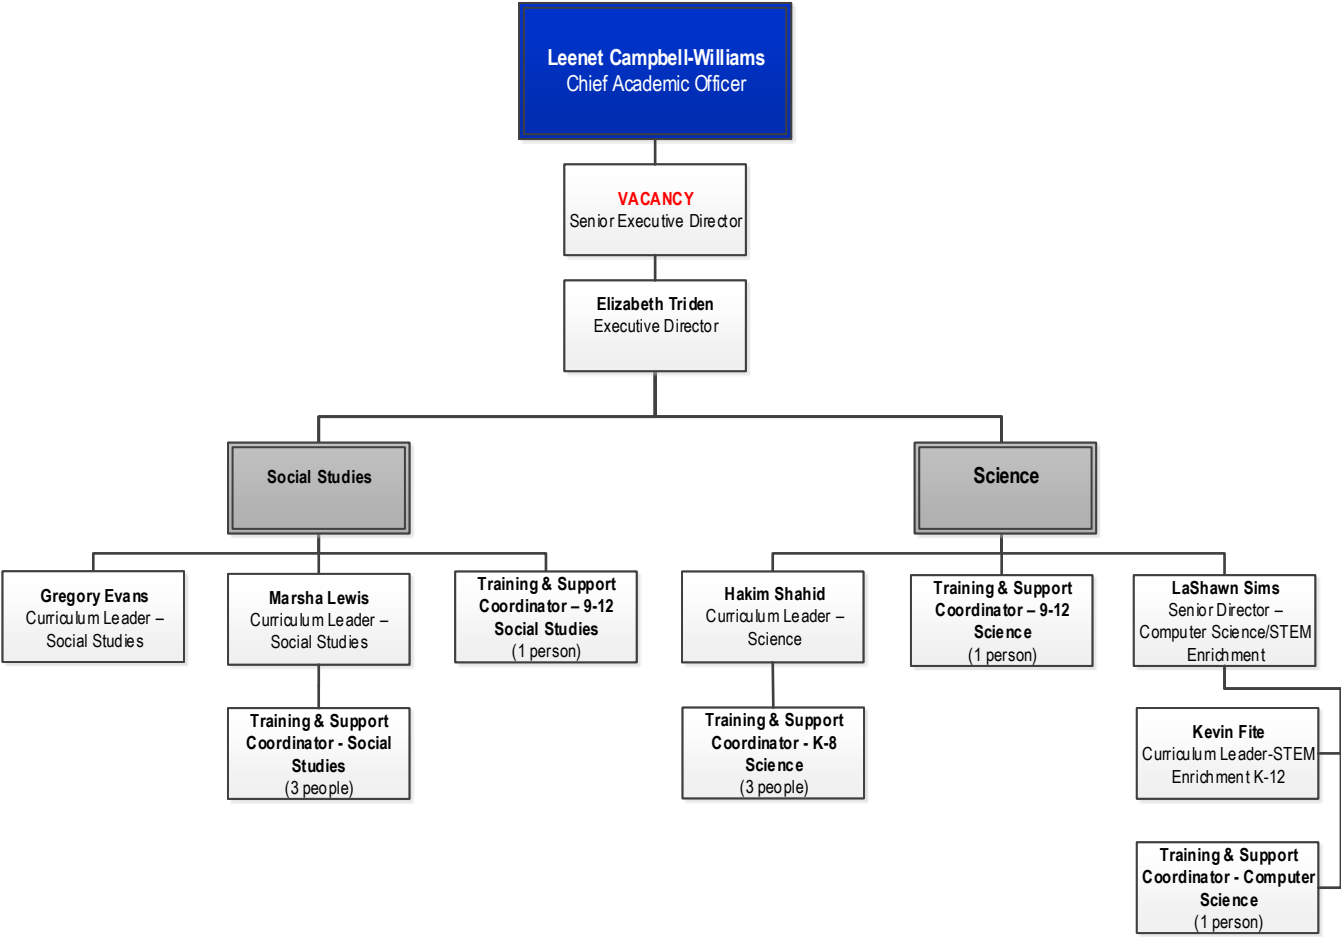 Leenet Campbell-Williams
Chief Academic Officer
VACANCY
Senior Executive Director
Elizabeth Triden
Executive Director
Social Studies
Science
Gregory Evans
Curriculum Leader –
Social Studies
Marsha Lewis
Curriculum Leader –
Social Studies
Training & Support
Coordinator – 9-12
Social Studies
(1 person)
Hakim Shahid
Curriculum Leader –
Science
Training & Support
Coordinator – 9-12
Science
(1 person)
LaShawn Sims
Senior Director –
Computer Science/STEM
Enrichment
Training & Support
Coordinator - Social
Studies
(3 people)
Training & Support
Coordinator - K-8
Science
(3 people)
Kevin Fite
Curriculum Leader-STEM
Enrichment K-12
Training & Support
Coordinator - Computer
Science
(1 person)